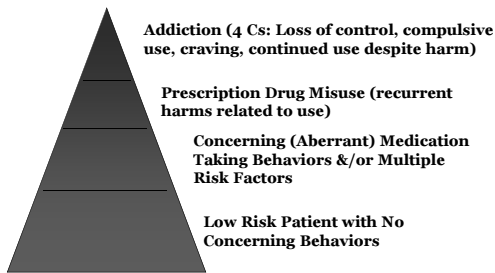 Addiction (4 Cs: Loss of control, compulsive
use, craving, continued use despite harm)
Prescription Drug Misuse (recurrent
harms related to use)
Concerning (Aberrant) Medication
Taking Behaviors &/or Multiple
Risk Factors
Low Risk Patient with No
Concerning Behaviors